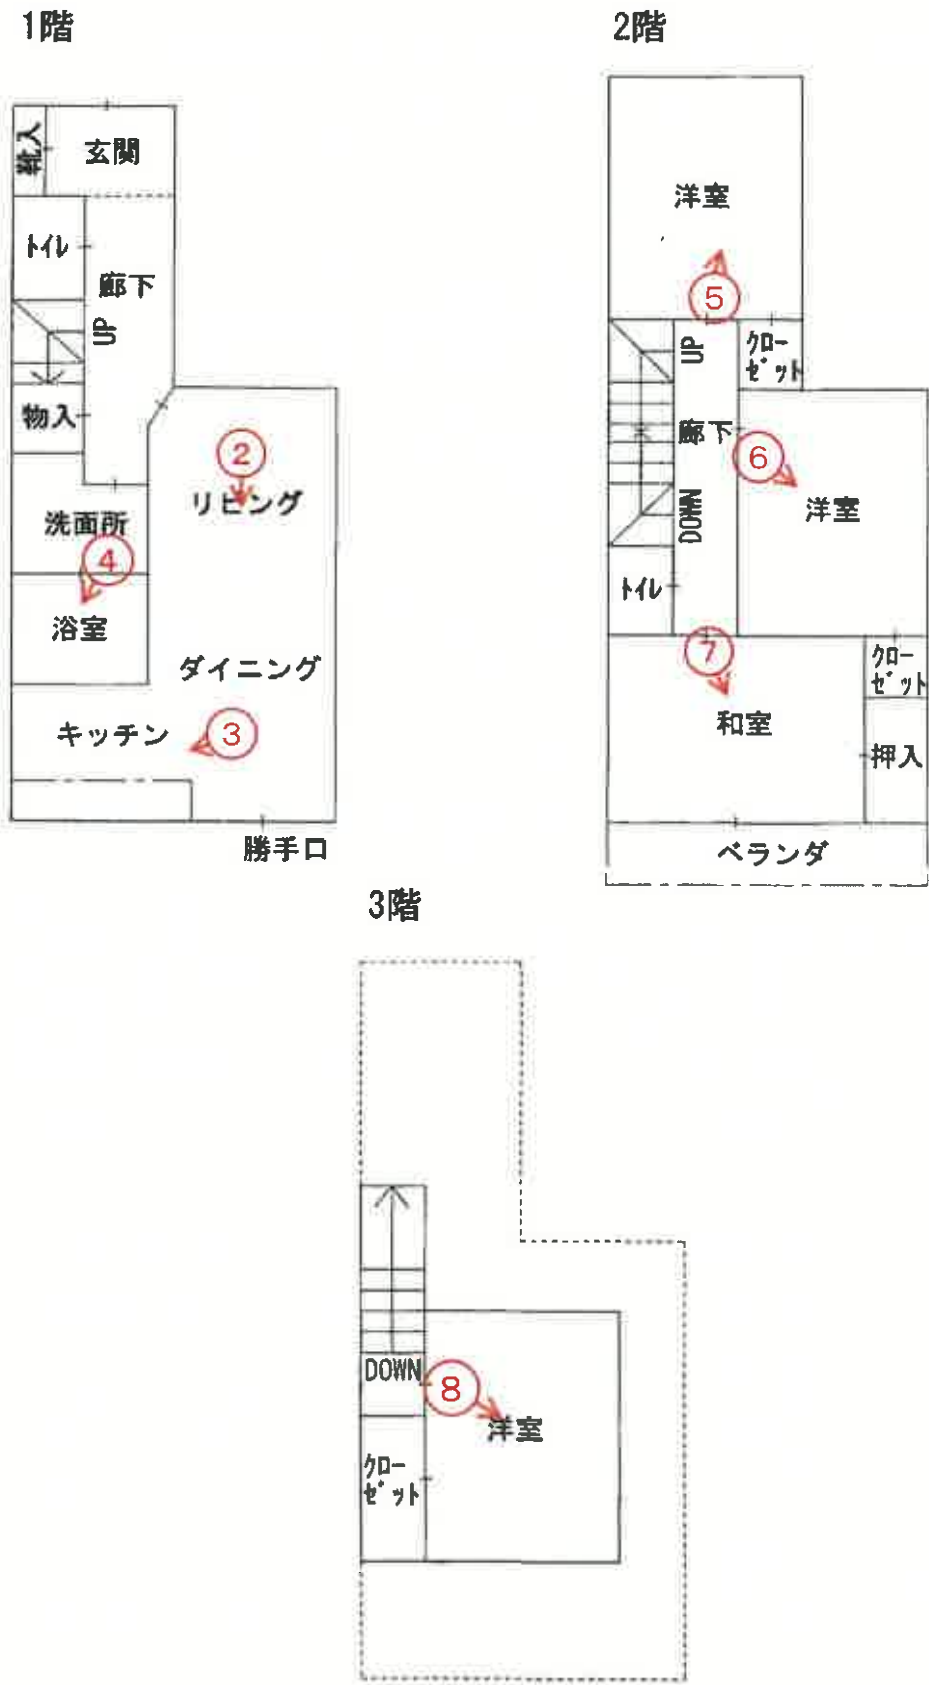 1階
靴入
玄関
トイレ
廊下
UP
物入
②
リビング
洗面所
④
浴室
ダイニング
キッチン
③
勝手口
2階
洋室
⑤
UP
クロー
ゼット
廊下
⑥
洋室
DOWN
トイレ
⑦
クロー
ゼット
和室
押入
ベランダ
3階
DOWN
⑧
洋室
クロー
ゼット